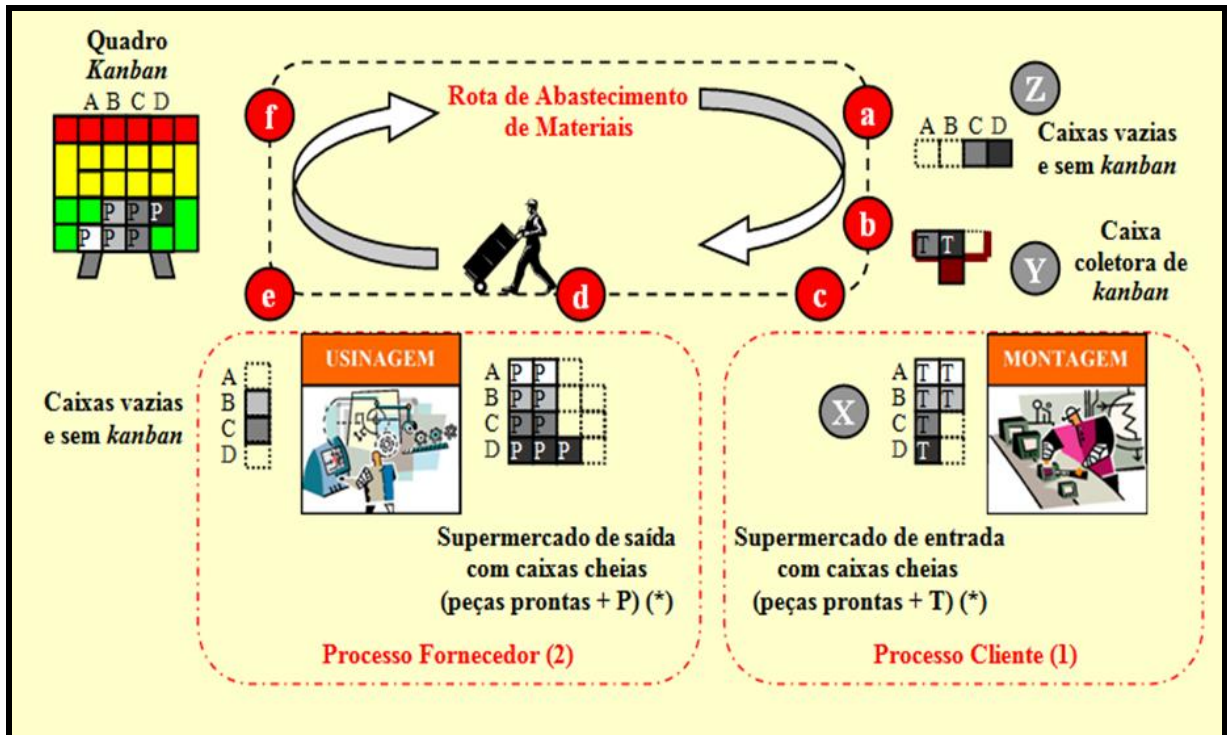 Quadro
Kanban
A B C D
P P P
P P P
f
Rota de Abastecimento
de Materiais
a
Z
A B C D
Caixas vazias
e sem kanban
b
T T
Y
Caixa
coletora de
kanban
e
d
c
Caixas vazias
e sem kanban
A
B
C
D
USINAGEM
A P P
B P P
C P P
D P P P
Supermercado de saída
com caixas cheias
(peças prontas + P) (*)
Processo Fornecedor (2)
X
A T T
B T T
C T
D T
MONTAGEM
Supermercado de entrada
com caixas cheias
(peças prontas + T) (*)
Processo Cliente (1)